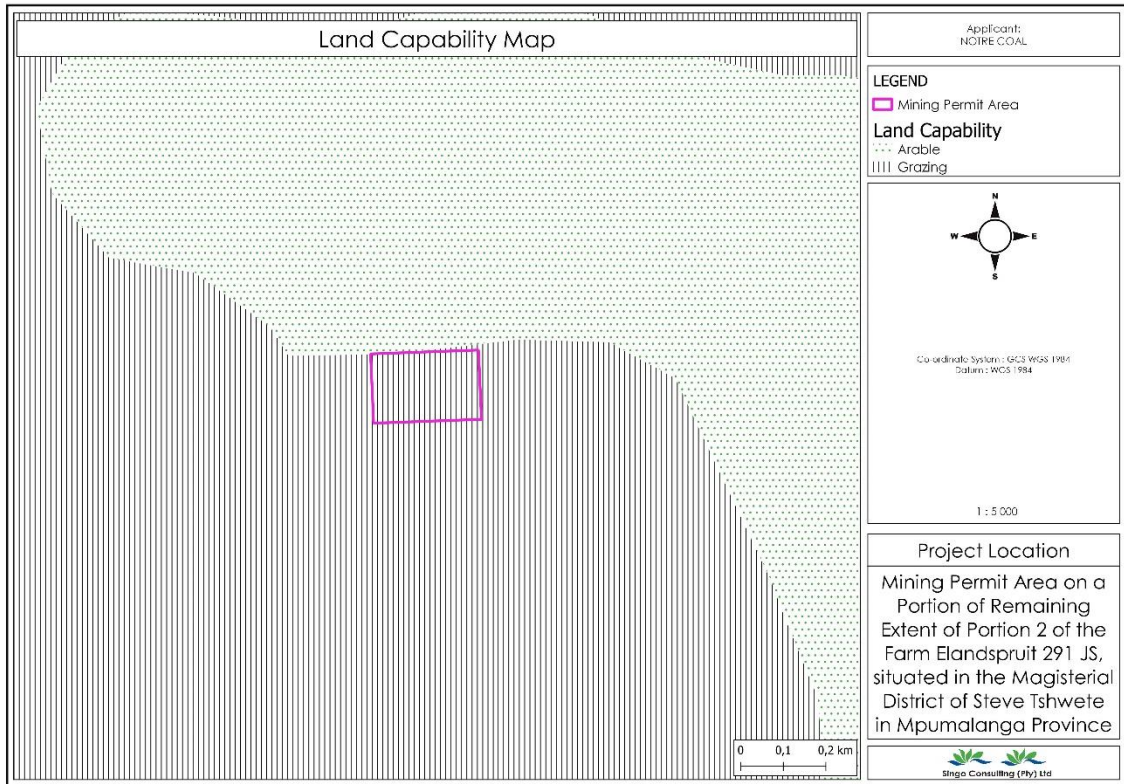 Land Capability Map
Applicant:
NOTRE COAL
LEGEND
Mining Permit Area
Land Capability
Arable
Grazing
N
W
E
S
Co-ordinate System : GCS WGS 1984
Datum : WGS 1984
1 : 5 000
Project Location
Mining Permit Area on a
Portion of Remaining
Extent of Portion 2 of the
Farm Elandspruit 291 JS,
situated in the Magisterial
District of Steve Tshwete
in Mpumalanga Province
0 0,1 0,2 km
Singo Consulting (Pty) Ltd